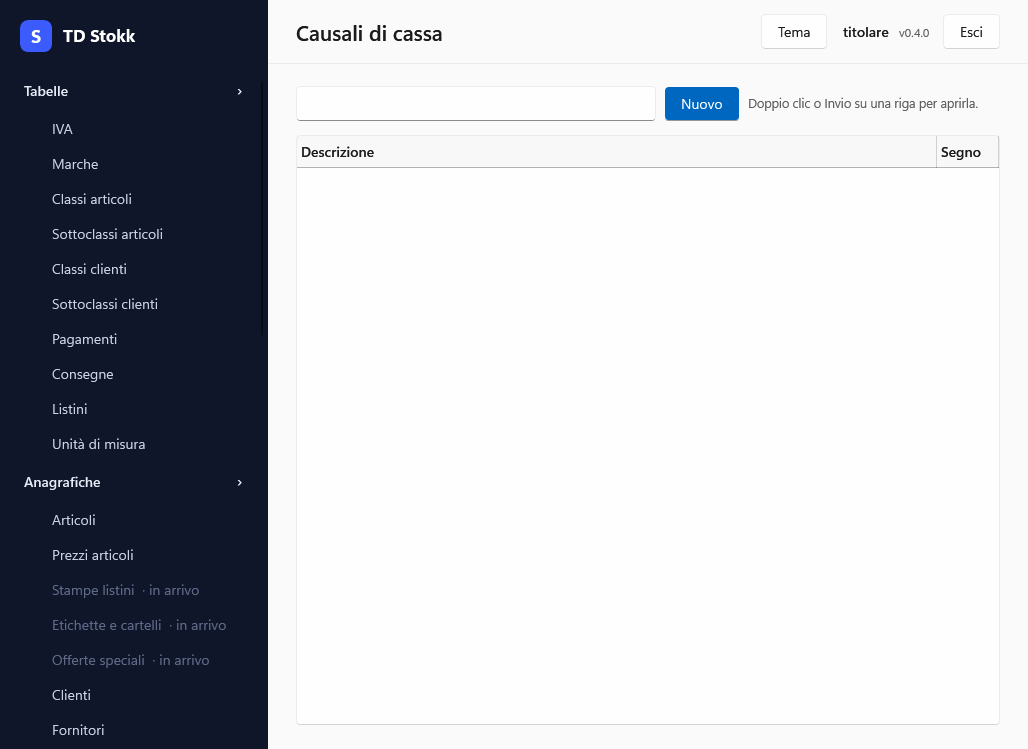 S TD Stokk
Tabelle
IVA
Marche
Classi articoli
Sottoclassi articoli
Classi clienti
Sottoclassi clienti
Pagamenti
Consegne
Listini
Unità di misura
Anagrafiche
Articoli
Prezzi articoli
Stampe listini · in arrivo
Etichette e cartelli · in arrivo
Offerte speciali · in arrivo
Clienti
Fornitori
Causali di cassa
Tema titolare v0.4.0 Esci
Nuovo Doppio clic o Invio su una riga per aprirla.
Descrizione Segno